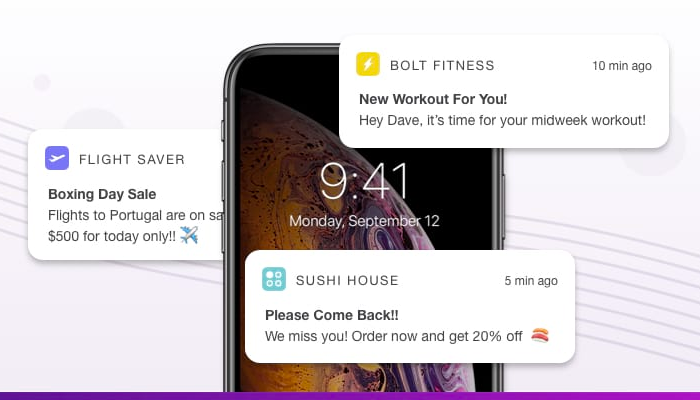 BOLT FITNESS 10 min ago
New Workout For You!
Hey Dave, it's time for your midweek workout!
FLIGHT SAVER
Boxing Day Sale
Flights to Portugal are on sa
$500 for today only!! ✈️
9:41
Monday, September 12
SUSHI HOUSE 5 min ago
Please Come Back!!
We miss you! Order now and get 20% off 🍣